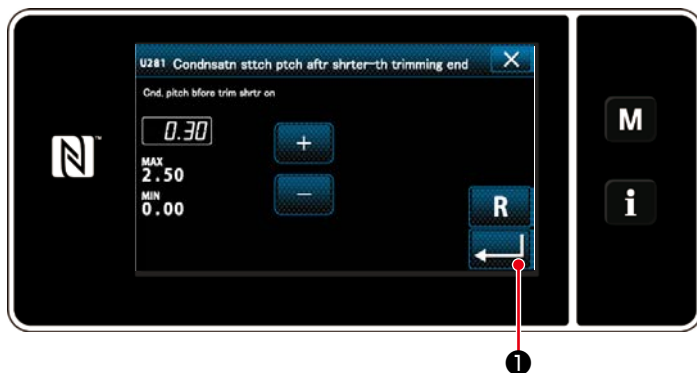 U281 Condnsatn sttch ptch aftr shrter-th trimming end
Cnd. pitch bfore trim shrtr on
0.30
+
MAX
2.50
−
MIN
0.00
R
M
i
N
❶